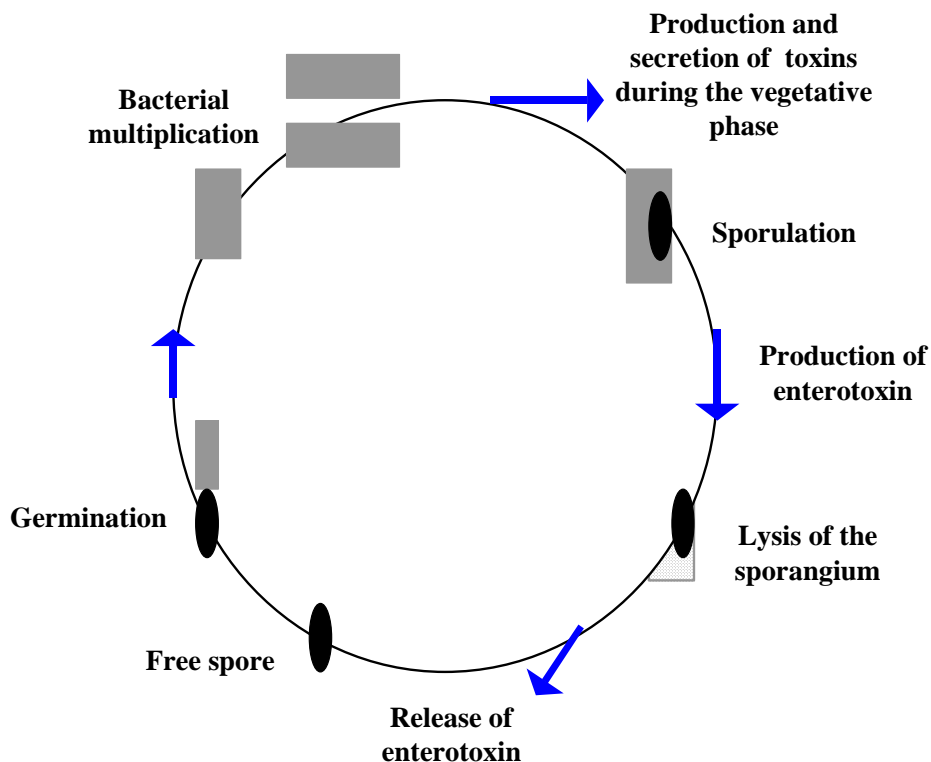 Production and
secretion of toxins
during the vegetative
phase
Bacterial
multiplication
Sporulation
Production of
enterotoxin
Germination
Lysis of the
sporangium
Free spore
Release of
enterotoxin